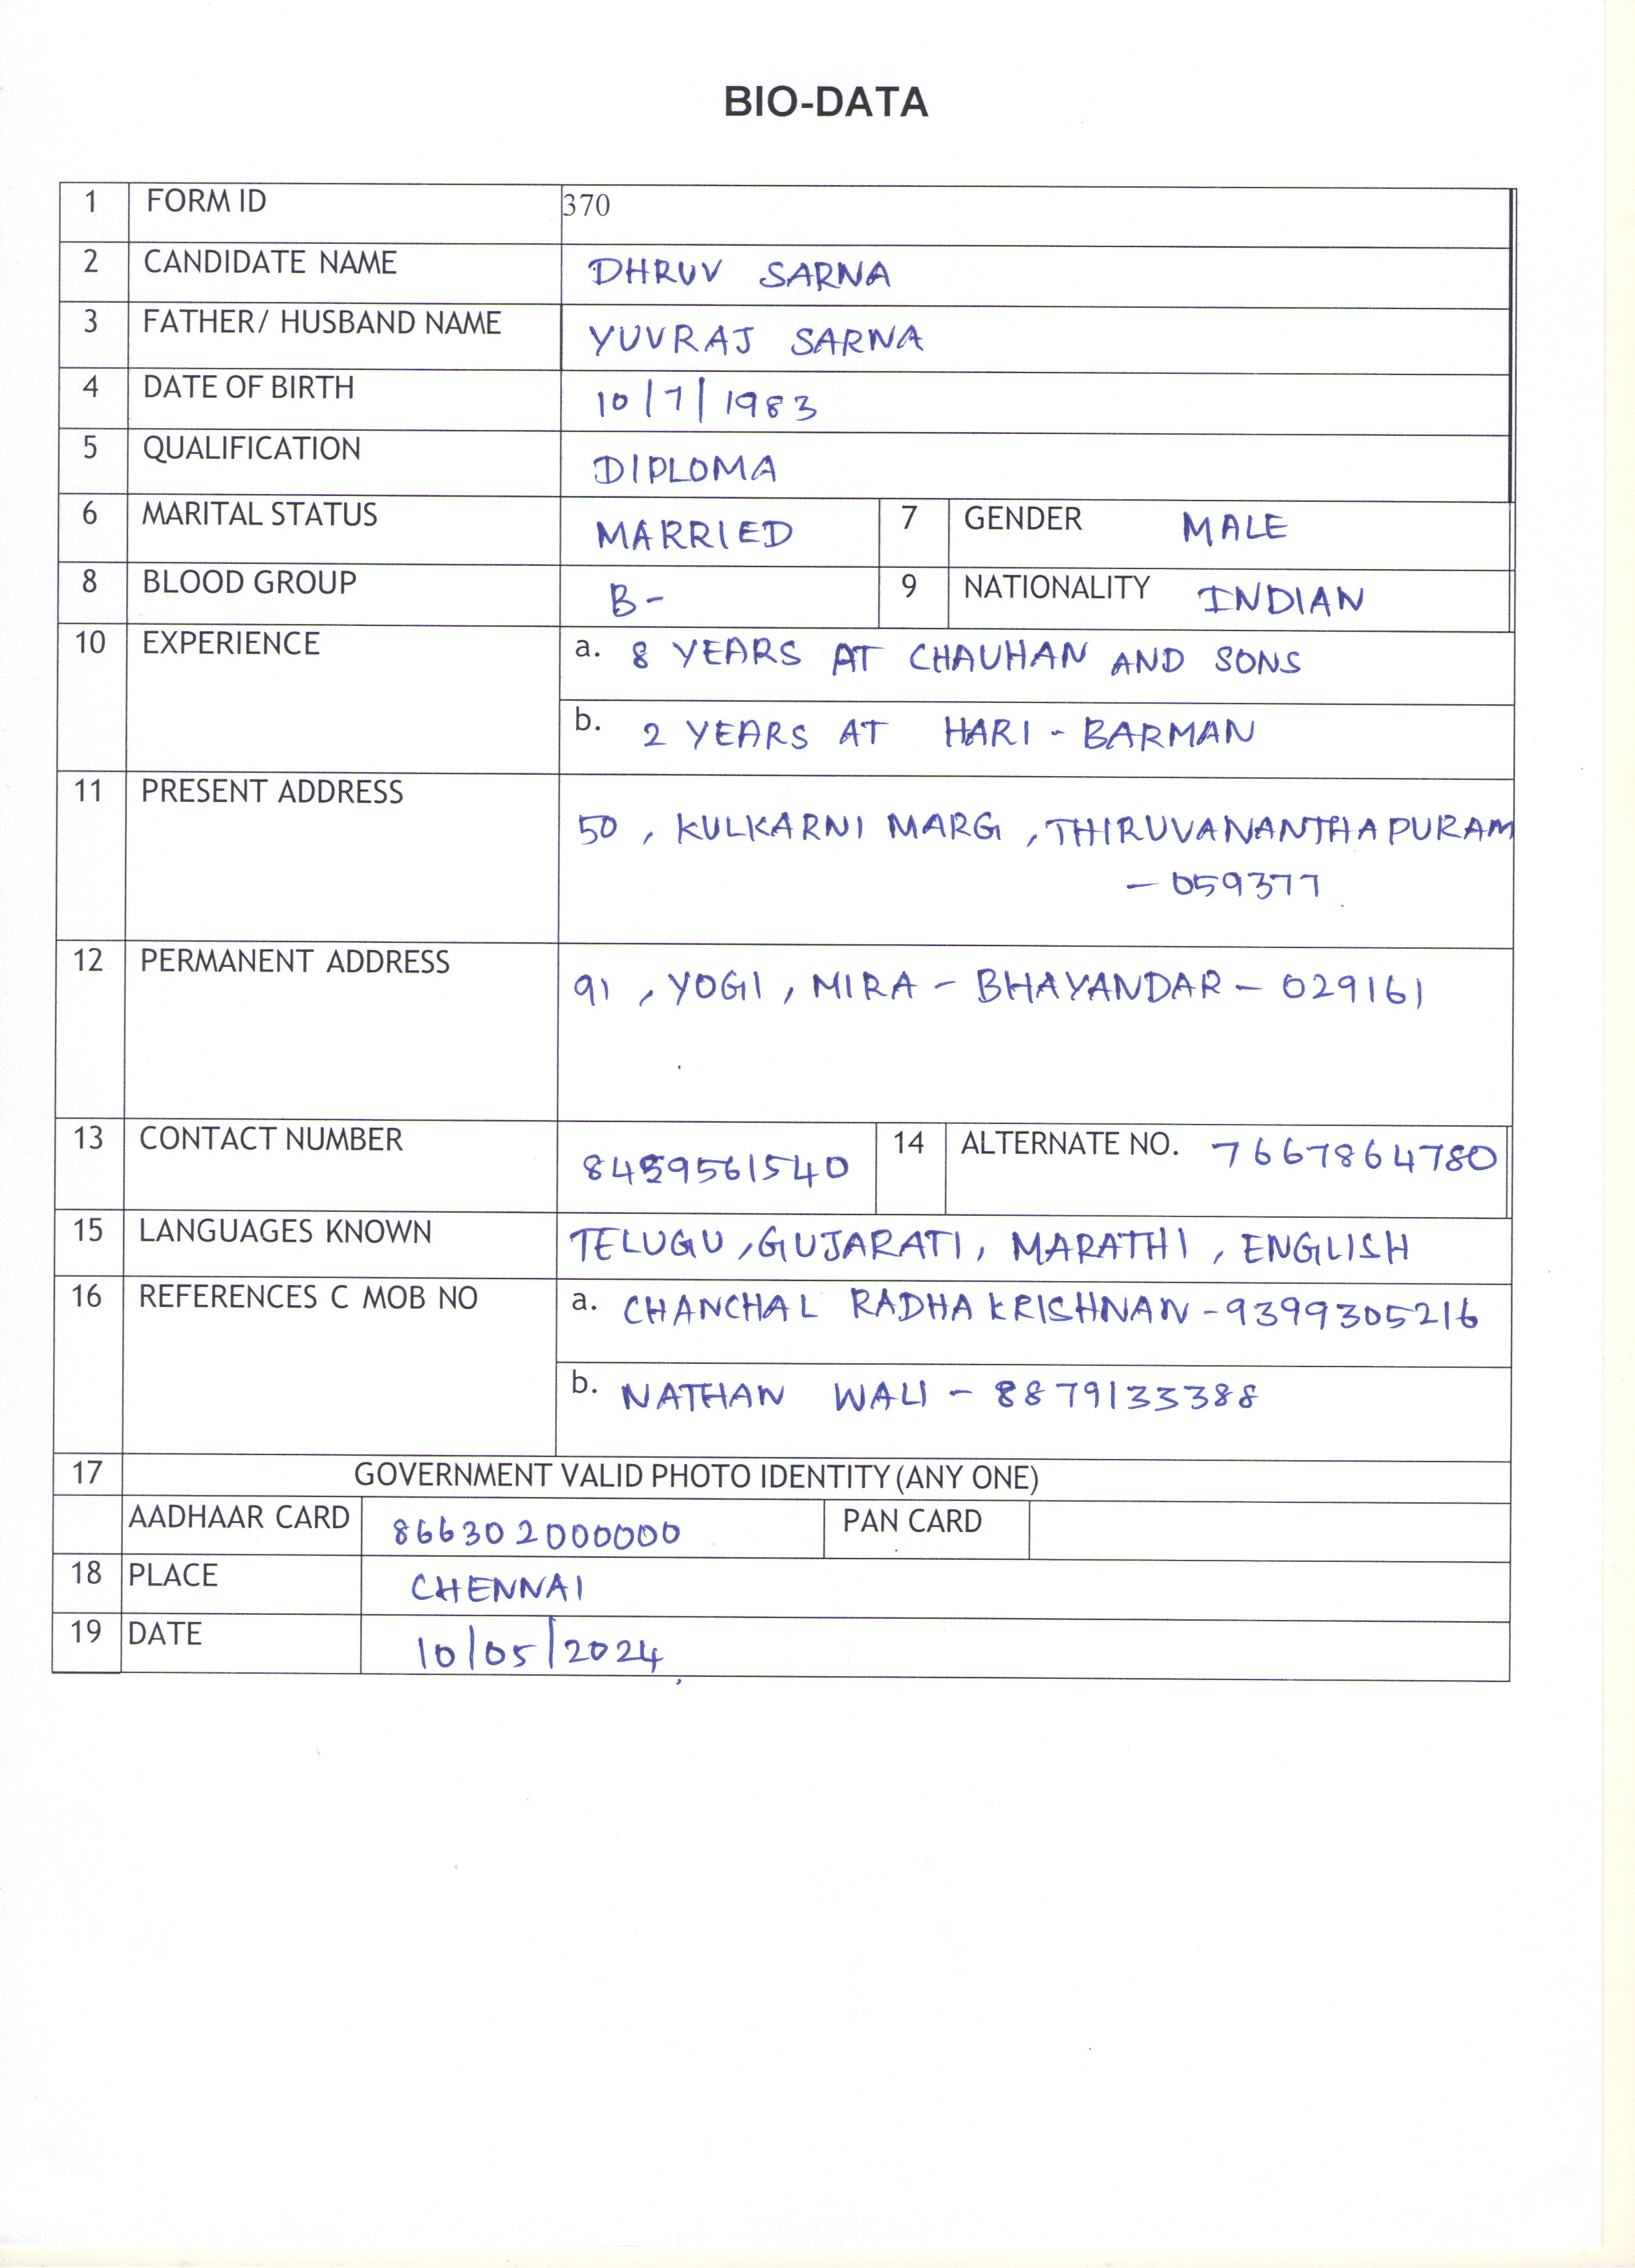 BIO-DATA
1 FORM ID 370
2 CANDIDATE NAME DHRUV SARNA
3 FATHER/ HUSBAND NAME YUVRAJ SARNA
4 DATE OF BIRTH 10/7/1983
5 QUALIFICATION DIPLOMA
6 MARITAL STATUS MARRIED 7 GENDER MALE
8 BLOOD GROUP B- 9 NATIONALITY INDIAN
10 EXPERIENCE a. 8 YEARS AT CHAUHAN AND SONS
b. 2 YEARS AT HARI - BARMAN
11 PRESENT ADDRESS
50, KULKARNI MARG, THIRUVANANTHAPURAM
- 059377
12 PERMANENT ADDRESS
91, YOGI, MIRA - BHAYANDAR - 029161
13 CONTACT NUMBER 8459561540 14 ALTERNATE NO. 7667864780
15 LANGUAGES KNOWN TELUGU, GUJARATI, MARATHI, ENGLISH
16 REFERENCES C MOB NO a. CHANCHAL RADHAKRISHNAN - 9399305216
b. NATHAN WALI - 8879133388
17 GOVERNMENT VALID PHOTO IDENTITY (ANY ONE)
AADHAAR CARD 866302000000 PAN CARD
18 PLACE CHENNAI
19 DATE 10/05/2024